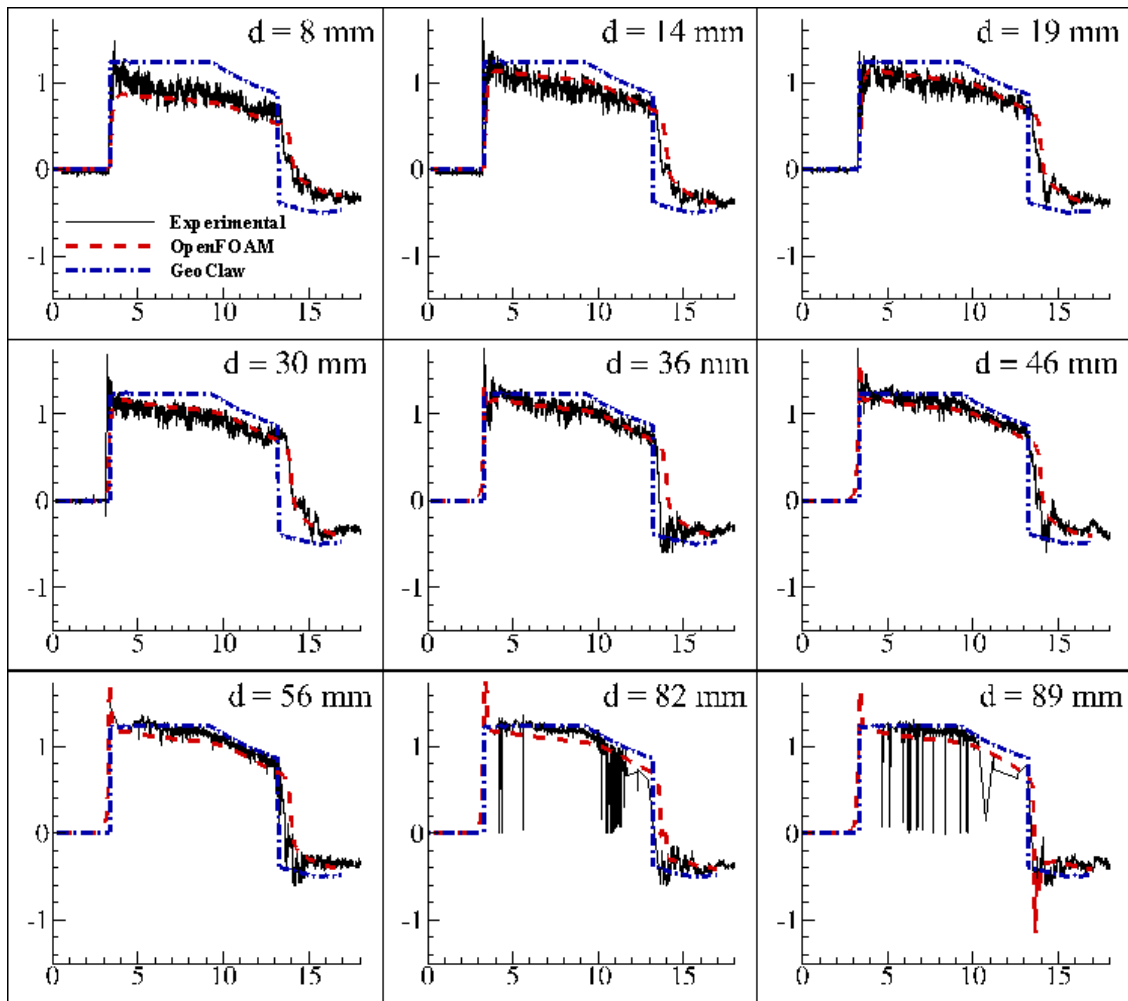 d = 8 mm
1
0
-1
Experimental
OpenFOAM
GeoClaw
0 5 10 15
d = 14 mm
1
0
-1
0 5 10 15
d = 19 mm
1
0
-1
0 5 10 15
d = 30 mm
1
0
-1
0 5 10 15
d = 36 mm
1
0
-1
0 5 10 15
d = 46 mm
1
0
-1
0 5 10 15
d = 56 mm
1
0
-1
0 5 10 15
d = 82 mm
1
0
-1
0 5 10 15
d = 89 mm
1
0
-1
0 5 10 15